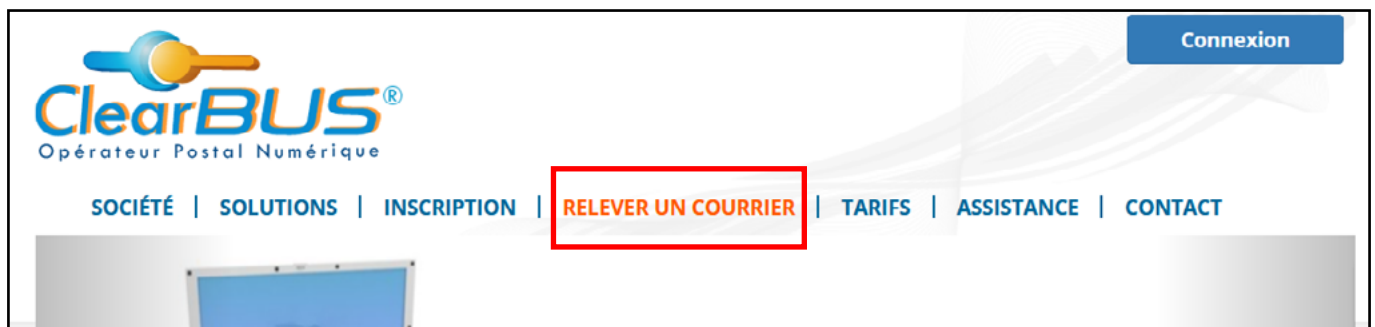 Connexion
ClearBUS®
Opérateur Postal Numérique
SOCIÉTÉ | SOLUTIONS | INSCRIPTION | RELEVER UN COURRIER | TARIFS | ASSISTANCE | CONTACT